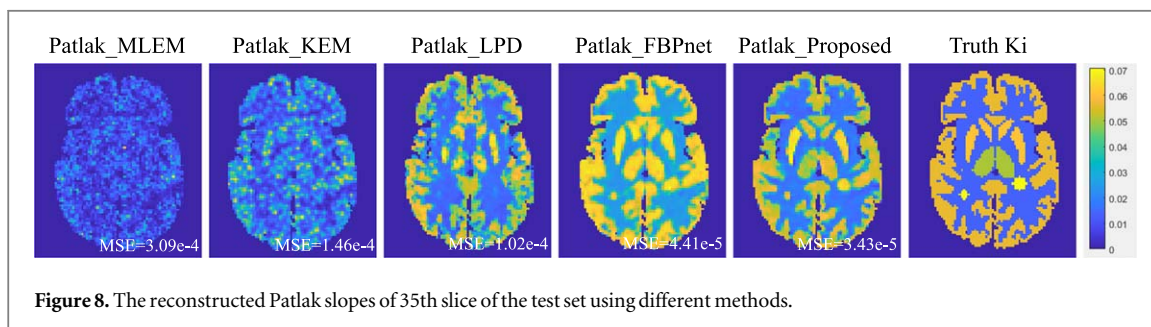 Patlak_MLEM Patlak_KEM Patlak_LPD Patlak_FBPnet Patlak_Proposed Truth Ki
MSE=3.09e-4 MSE=1.46e-4 MSE=1.02e-4 MSE=4.41e-5 MSE=3.43e-5
0.07
0.06
0.05
0.04
0.03
0.02
0.01
0
Figure 8. The reconstructed Patlak slopes of 35th slice of the test set using different methods.